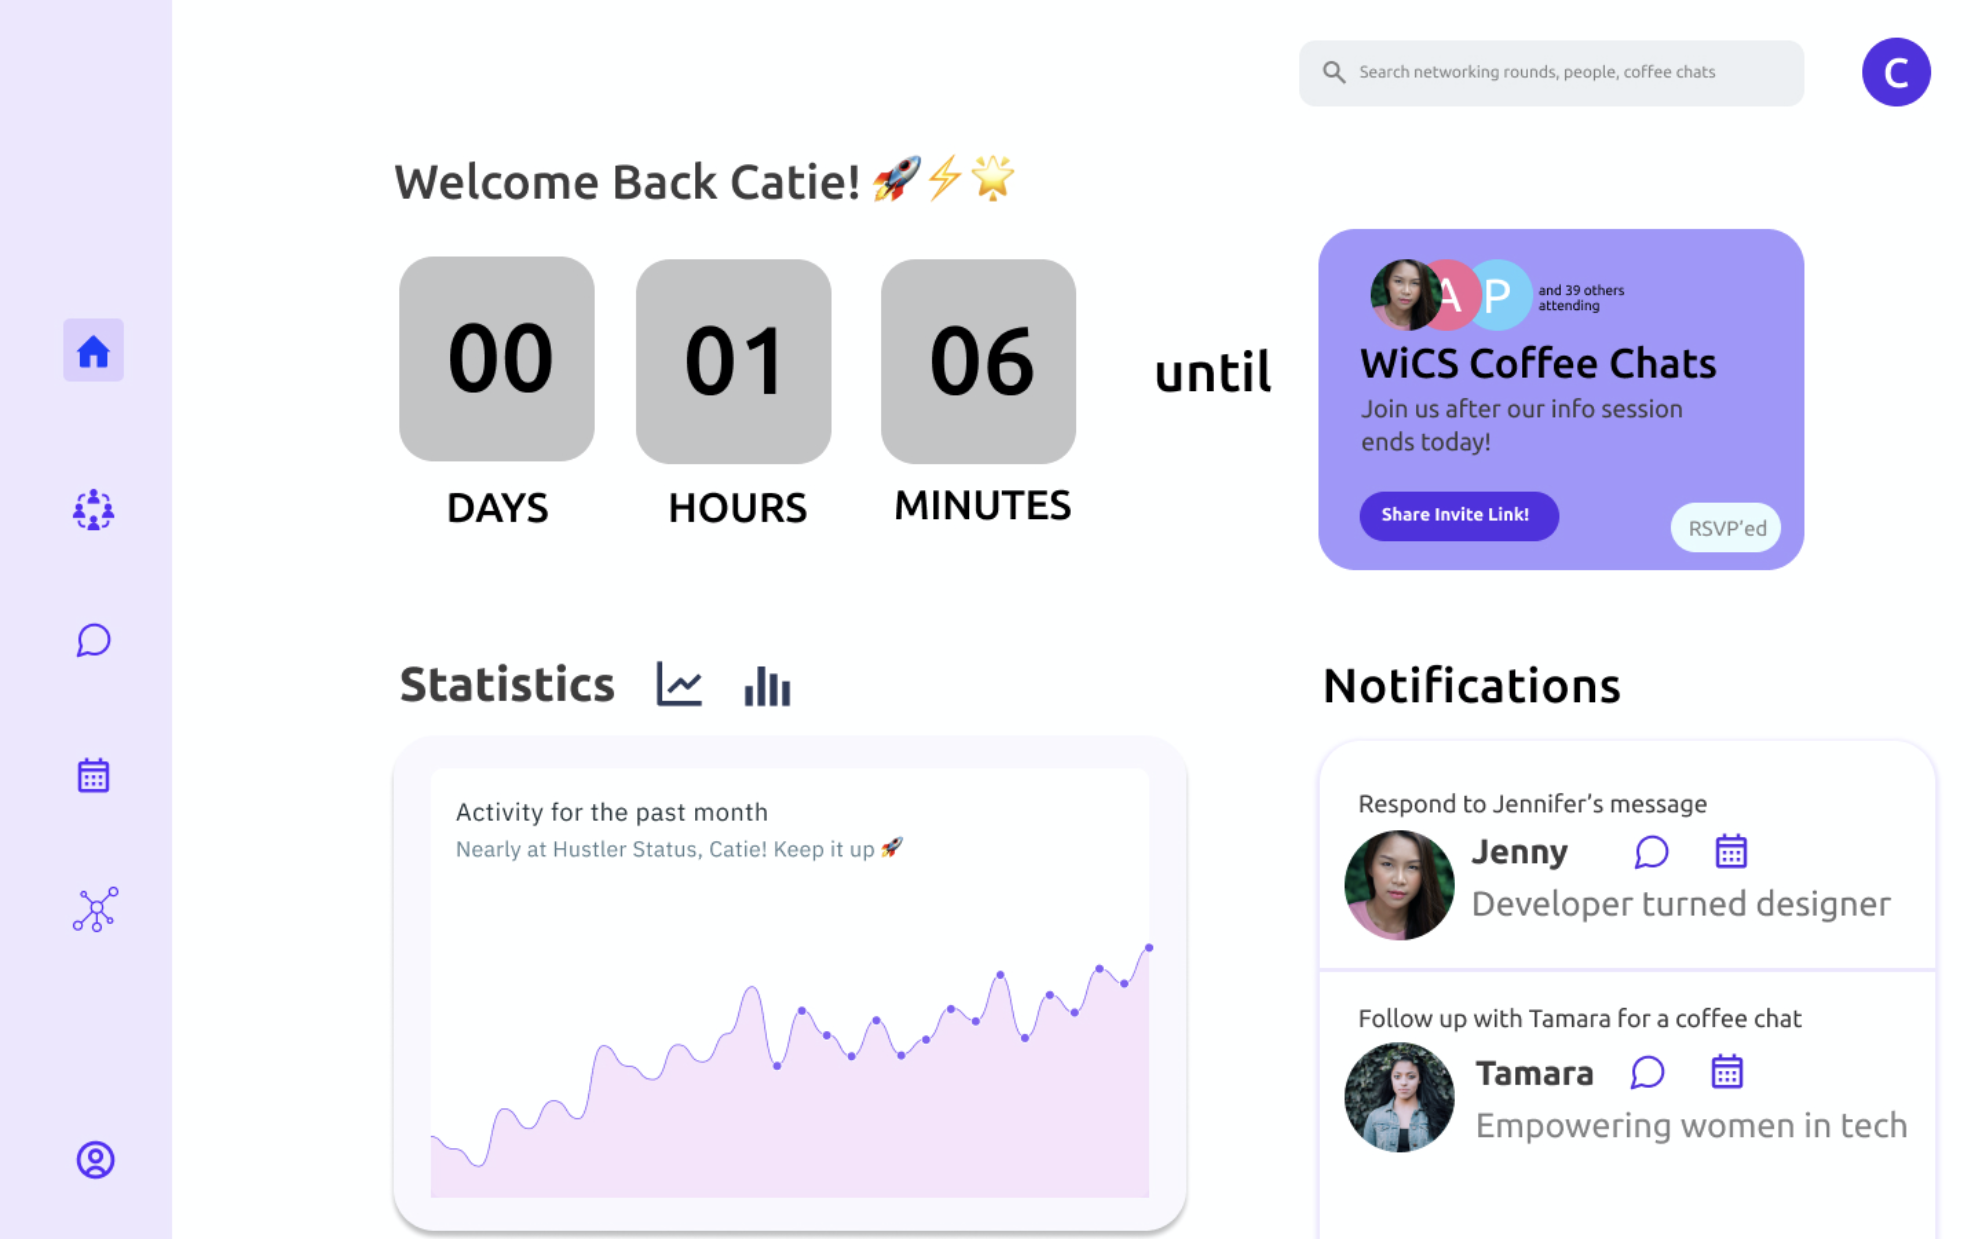 Search networking rounds, people, coffee chats
C
Welcome Back Catie! 🚀⚡🌟
00
01
06
DAYS
HOURS
MINUTES
until
A
P
and 39 others
attending
WiCS Coffee Chats
Join us after our info session
ends today!
Share Invite Link!
RSVP’ed
Statistics
Activity for the past month
Nearly at Hustler Status, Catie! Keep it up 🚀
Notifications
Respond to Jennifer’s message
Jenny
Developer turned designer
Follow up with Tamara for a coffee chat
Tamara
Empowering women in tech